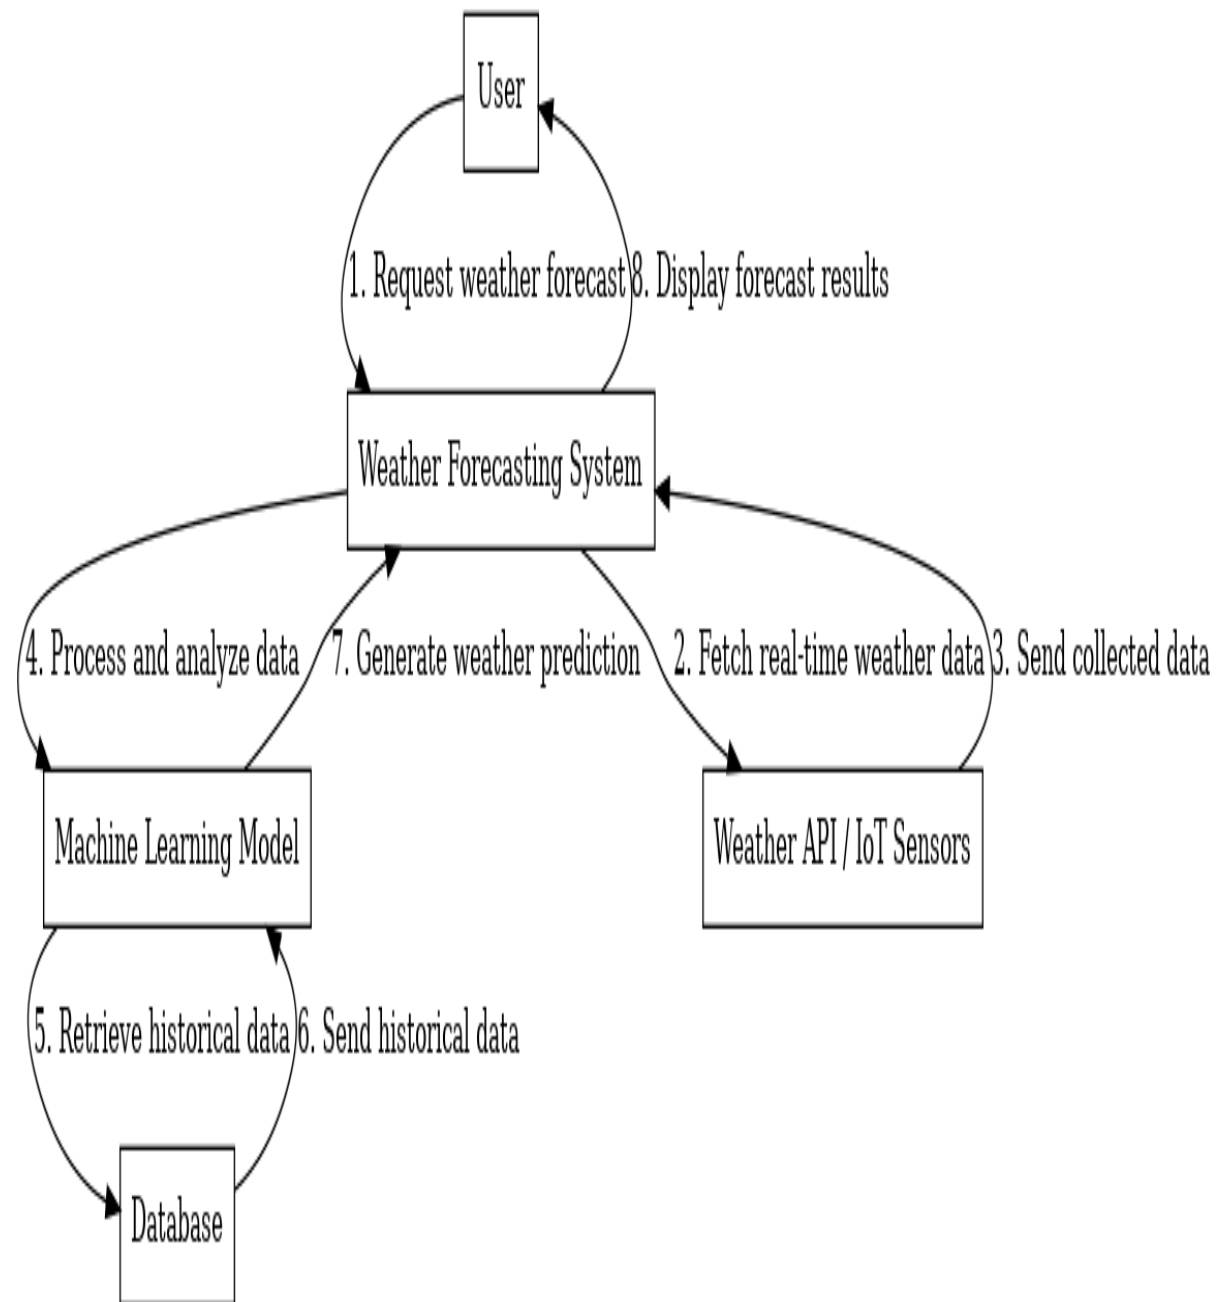 User
1. Request weather forecast
8. Display forecast results
Weather Forecasting System
4. Process and analyze data
7. Generate weather prediction
2. Fetch real-time weather data
3. Send collected data
Machine Learning Model
Weather API / IoT Sensors
5. Retrieve historical data
6. Send historical data
Database